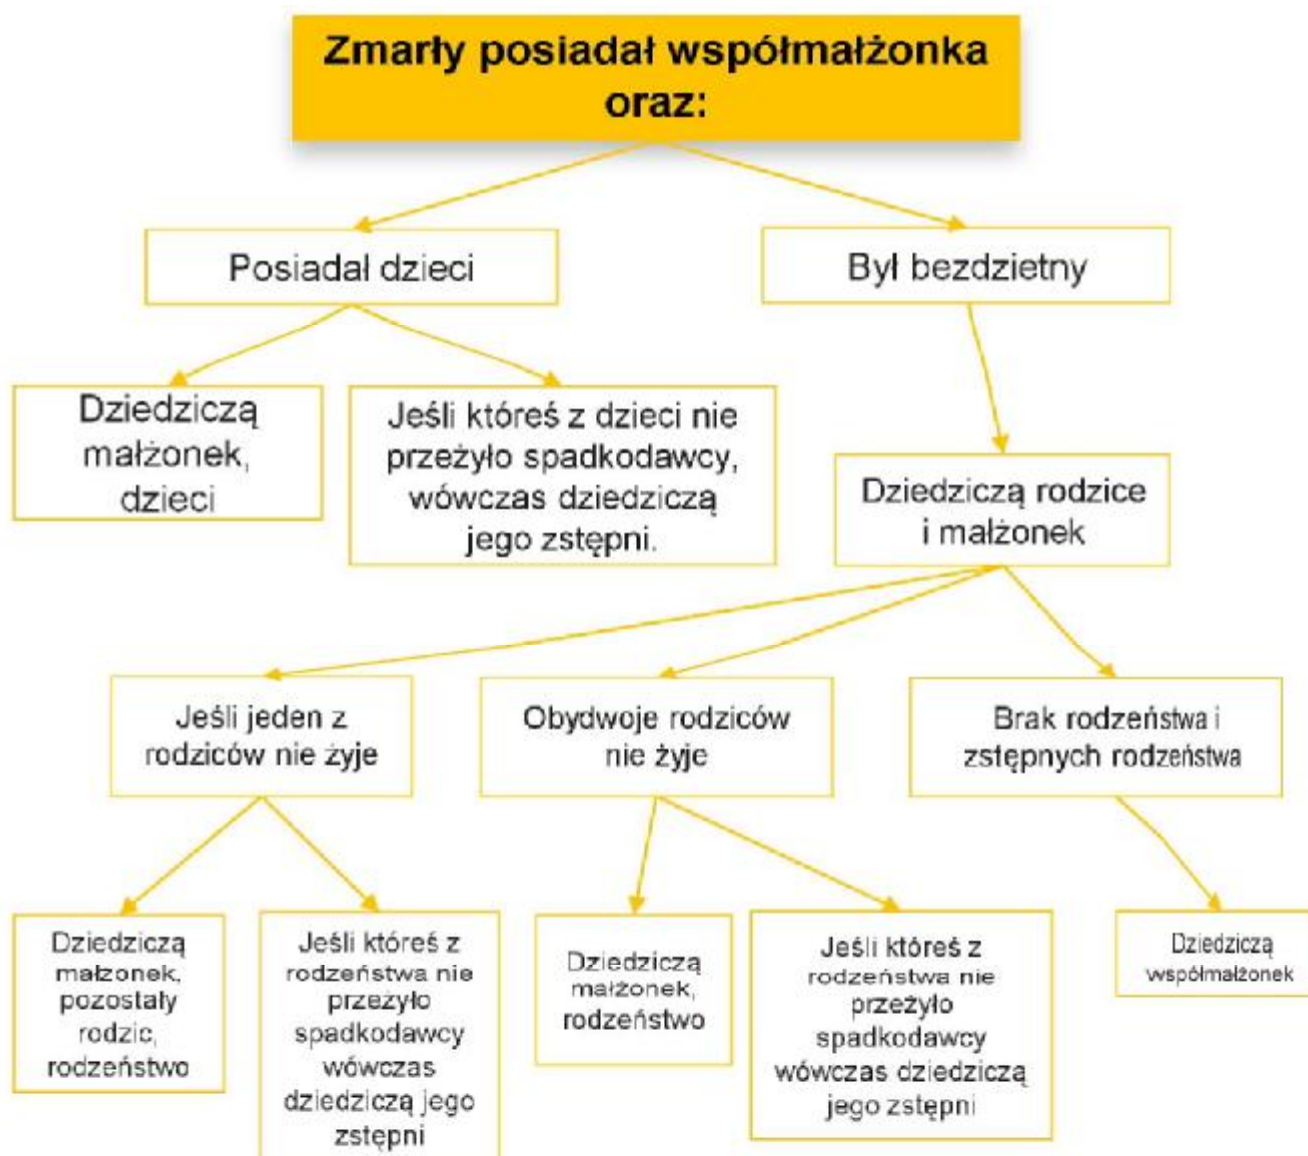 Zmarły posiadał współmałżonka
oraz:
Posiadał dzieci
Był bezdzietny
Dziedziczą
małżonek,
dzieci
Jeśli któreś z dzieci nie
przeżyło spadkodawcy,
wówczas dziedziczą
jego zstępni.
Dziedziczą rodzice
i małżonek
Jeśli jeden z
rodziców nie żyje
Obydwoje rodziców
nie żyje
Brak rodzeństwa i
zstępnych rodzeństwa
Dziedziczą
małżonek,
pozostały
rodzic,
rodzeństwo
Jeśli któreś z
rodzeństwa nie
przeżyło
spadkodawcy
wówczas
dziedziczą jego
zstępni
Dziedziczą
małżonek,
rodzeństwo
Jeśli któreś z
rodzeństwa nie
przeżyło
spadkodawcy
wówczas dziedziczą
jego zstępni
Dziedziczą
współmałżonek